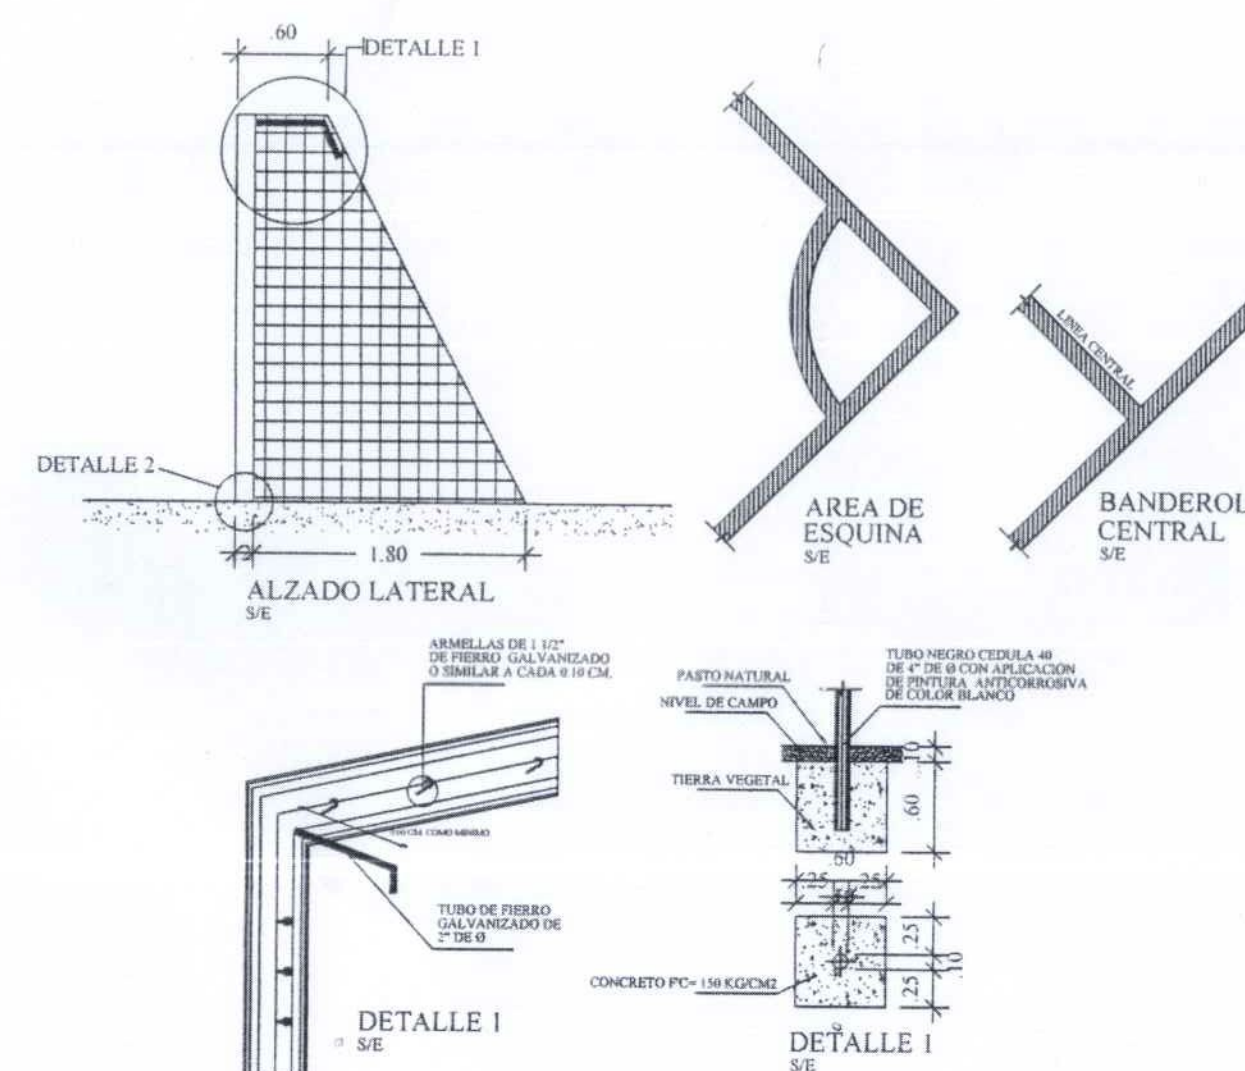 .60
DETALLE 1
DETALLE 2
1.80
ALZADO LATERAL
S/E
AREA DE
ESQUINA
S/E
LINEA CENTRAL
BANDEROL
CENTRAL
S/E
ARMELLAS DE 1 1/2"
DE FIERRO GALVANIZADO
O SIMILAR A CADA 0.10 CM.
CM. COMO MINIMO
TUBO DE FIERRO
GALVANIZADO DE
2" DE Ø
DETALLE 1
S/E
PASTO NATURAL
NIVEL DE CAMPO
TIERRA VEGETAL
TUBO NEGRO CEDULA 40
DE 4" DE Ø CON APLICACION
DE PINTURA ANTICORROSIVA
DE COLOR BLANCO
.10
.60
.60
.25
.25
.25
.10
.25
CONCRETO F'C= 150 KG/CM2
DETALLE 1
S/E